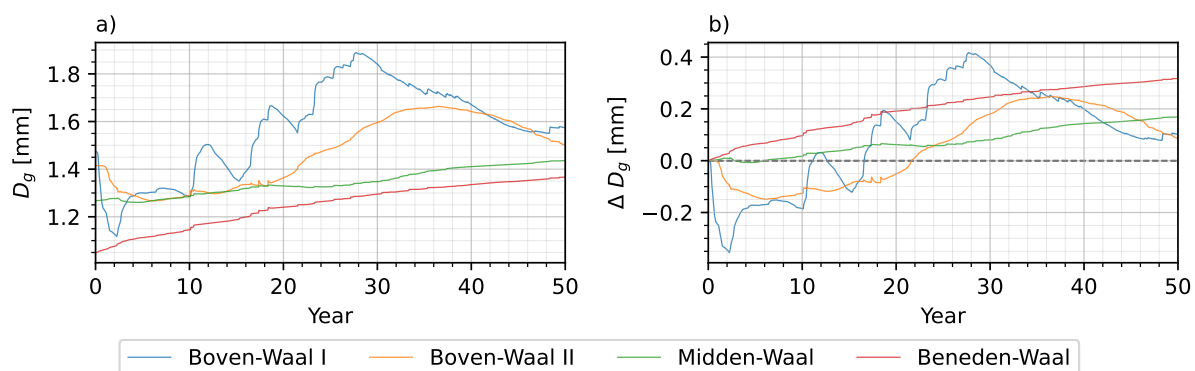 a)
D_g [mm]
1.8
1.6
1.4
1.2
0 10 20 30 40 50
Year
b)
Δ D_g [mm]
0.4
0.2
0.0
−0.2
0 10 20 30 40 50
Year
Boven-Waal I Boven-Waal II Midden-Waal Beneden-Waal